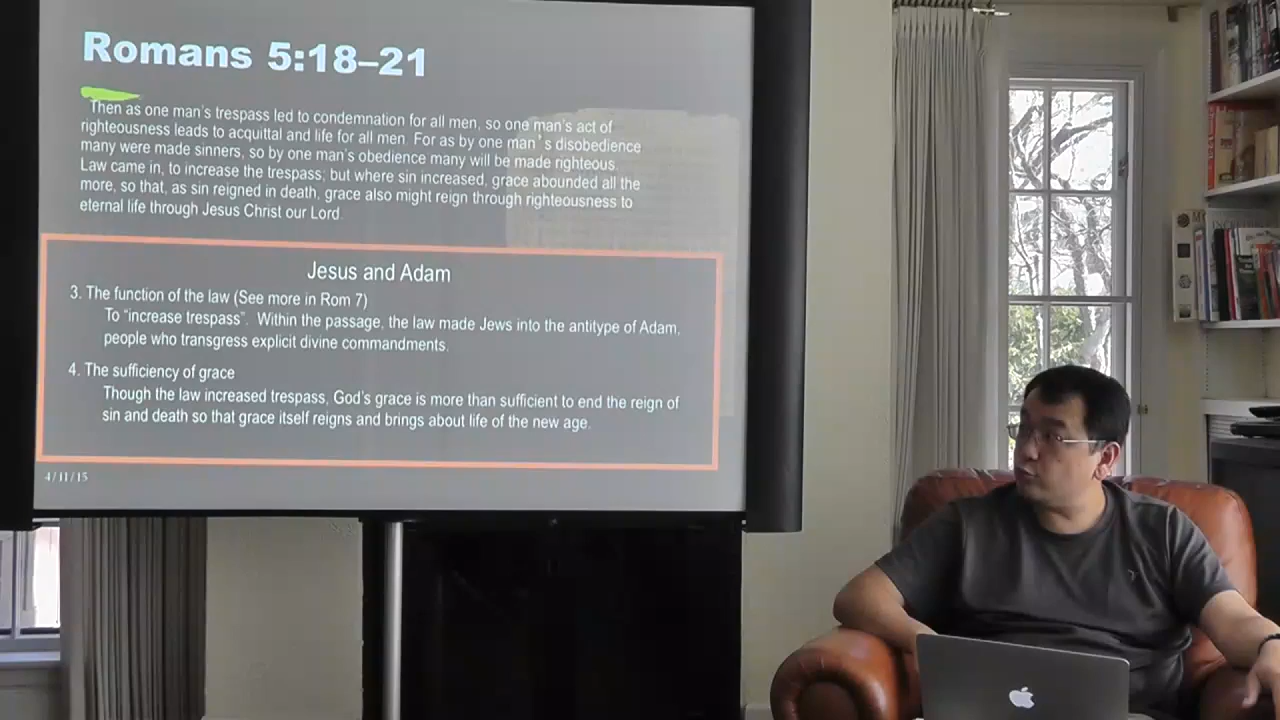 Romans 5:18–21
Then as one man's trespass led to condemnation for all men, so one man's act of
righteousness leads to acquittal and life for all men. For as by one man's disobedience
many were made sinners, so by one man's obedience many will be made righteous.
Law came in, to increase the trespass; but where sin increased, grace abounded all the
more, so that, as sin reigned in death, grace also might reign through righteousness to
eternal life through Jesus Christ our Lord.
Jesus and Adam
3. The function of the law (See more in Rom 7)
To “increase trespass”. Within the passage, the law made Jews into the antitype of Adam,
people who transgress explicit divine commandments.
4. The sufficiency of grace
Though the law increased trespass, God's grace is more than sufficient to end the reign of
sin and death so that grace itself reigns and brings about life of the new age.
4/11/15